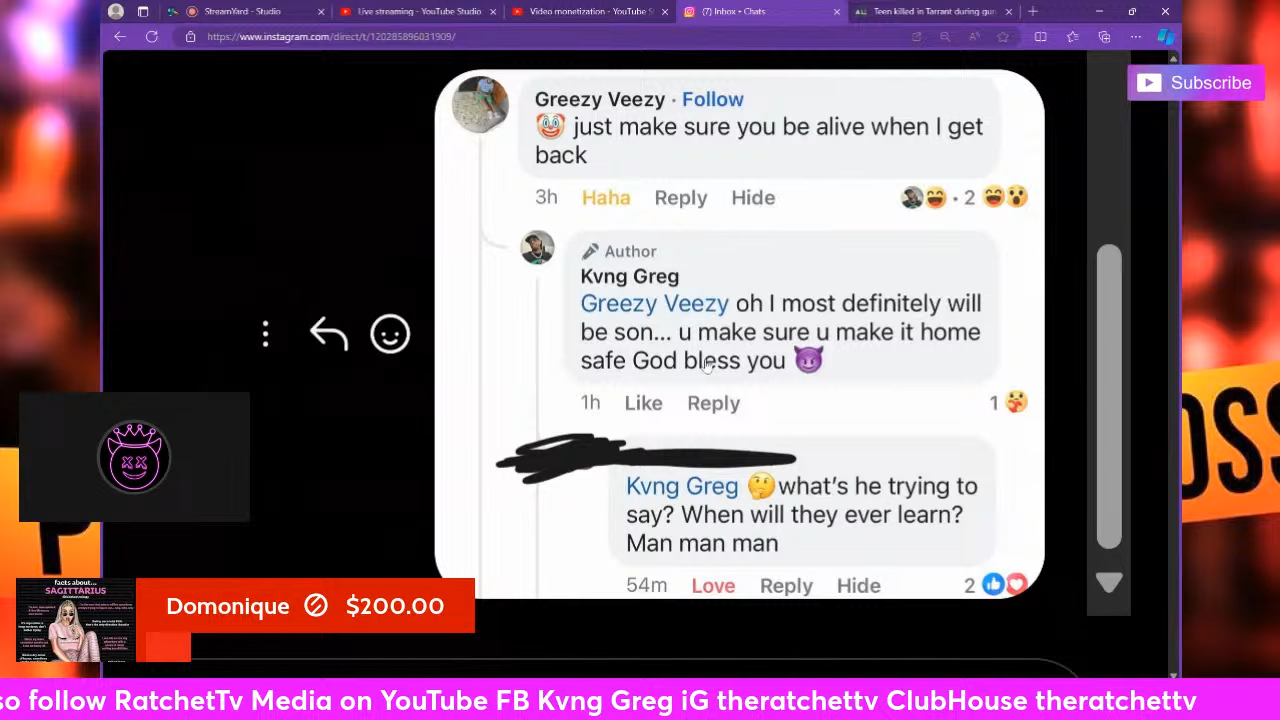 StreamYard - Studio
Live streaming - YouTube Studio
Video monetization - YouTube S
(7) Inbox • Chats
Teen killed in Tarrant during gun
https://www.instagram.com/direct/t/120285896031909/
Subscribe
Greezy Veezy · Follow
🤡 just make sure you be alive when I get
back
3h Haha Reply Hide
· 2
Author
Kvng Greg
Greezy Veezy oh I most definitely will
be son... u make sure u make it home
safe God bless you 😈
1h Like Reply
1
Kvng Greg 🤔what's he trying to
say? When will they ever learn?
Man man man
54m Love Reply Hide
2
OSS
P
facts about...
SAGITTARIUS
Domonique $200.00
so follow RatchetTv Media on YouTube FB Kvng Greg iG theratchettv ClubHouse theratchettv